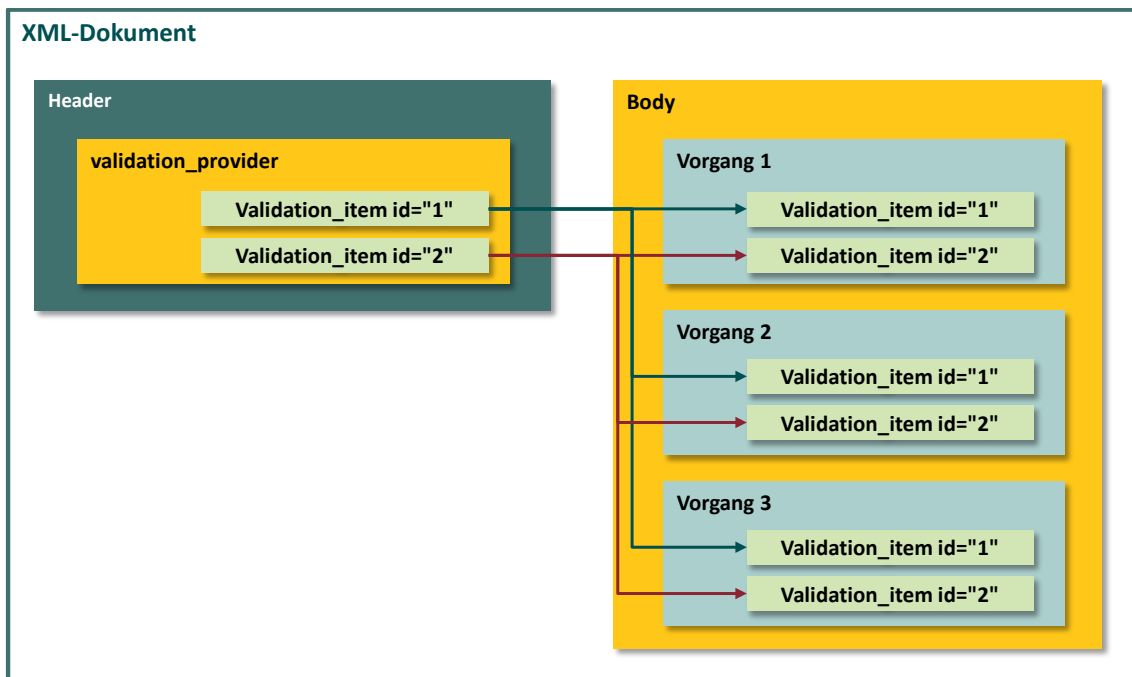 XML-Dokument
Header
validation_provider
Validation_item id="1"
Validation_item id="2"
Body
Vorgang 1
Validation_item id="1"
Validation_item id="2"
Vorgang 2
Validation_item id="1"
Validation_item id="2"
Vorgang 3
Validation_item id="1"
Validation_item id="2"